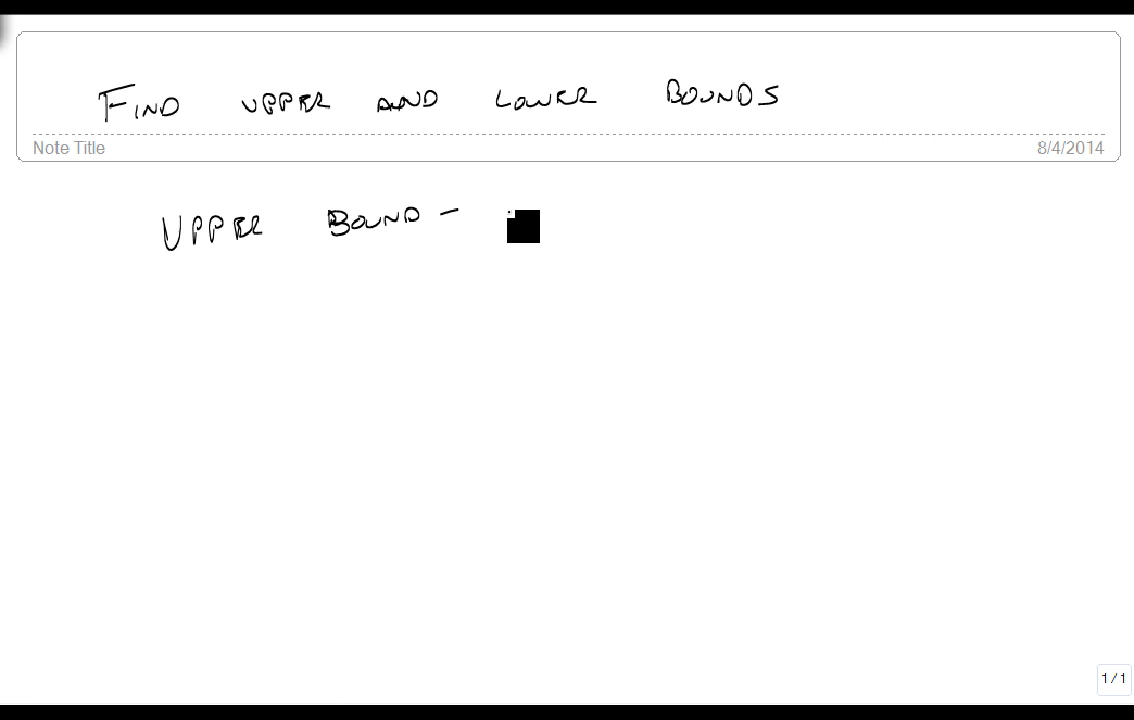 FIND UPPER AND LOWER BOUNDS
Note Title
8/4/2014
UPPER BOUND -
1/1